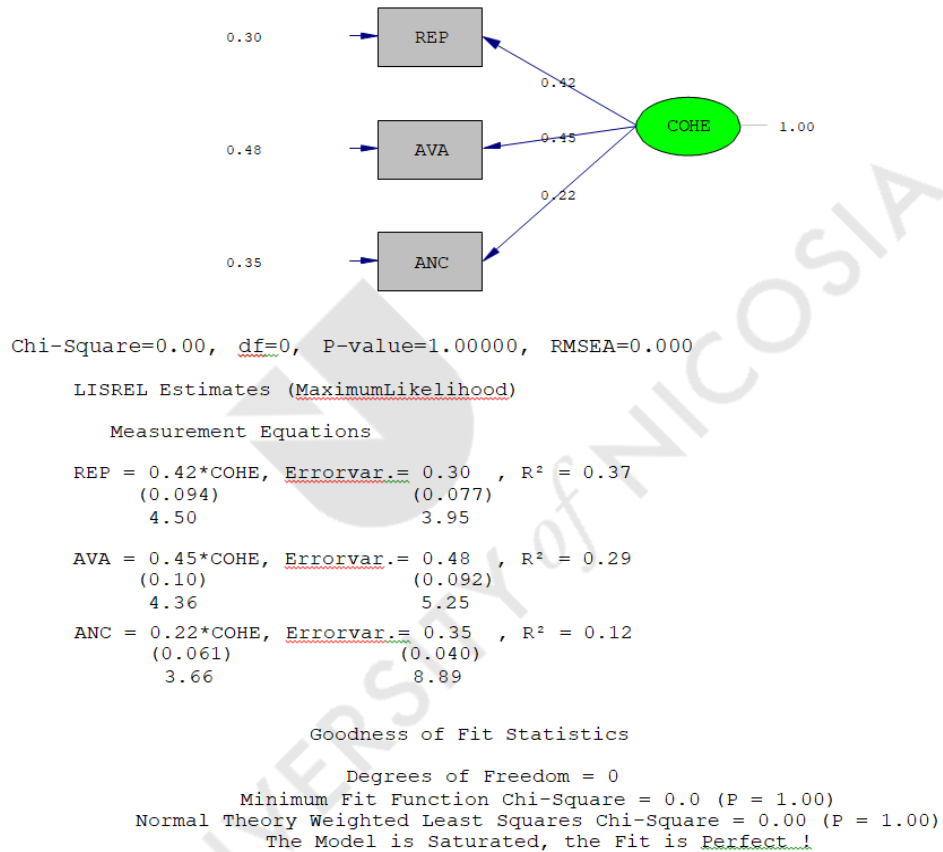 0.30 REP
0.42
COHE 1.00
0.45
0.48 AVA
0.22
0.35 ANC
Chi-Square=0.00, df=0, P-value=1.00000, RMSEA=0.000
LISREL Estimates (MaximumLikelihood)
Measurement Equations
REP = 0.42*COHE, Errorvar.= 0.30 , R² = 0.37
(0.094) (0.077)
4.50 3.95
AVA = 0.45*COHE, Errorvar.= 0.48 , R² = 0.29
(0.10) (0.092)
4.36 5.25
ANC = 0.22*COHE, Errorvar.= 0.35 , R² = 0.12
(0.061) (0.040)
3.66 8.89
Goodness of Fit Statistics
Degrees of Freedom = 0
Minimum Fit Function Chi-Square = 0.0 (P = 1.00)
Normal Theory Weighted Least Squares Chi-Square = 0.00 (P = 1.00)
The Model is Saturated, the Fit is Perfect !
UNIVERSITY of NICOSIA